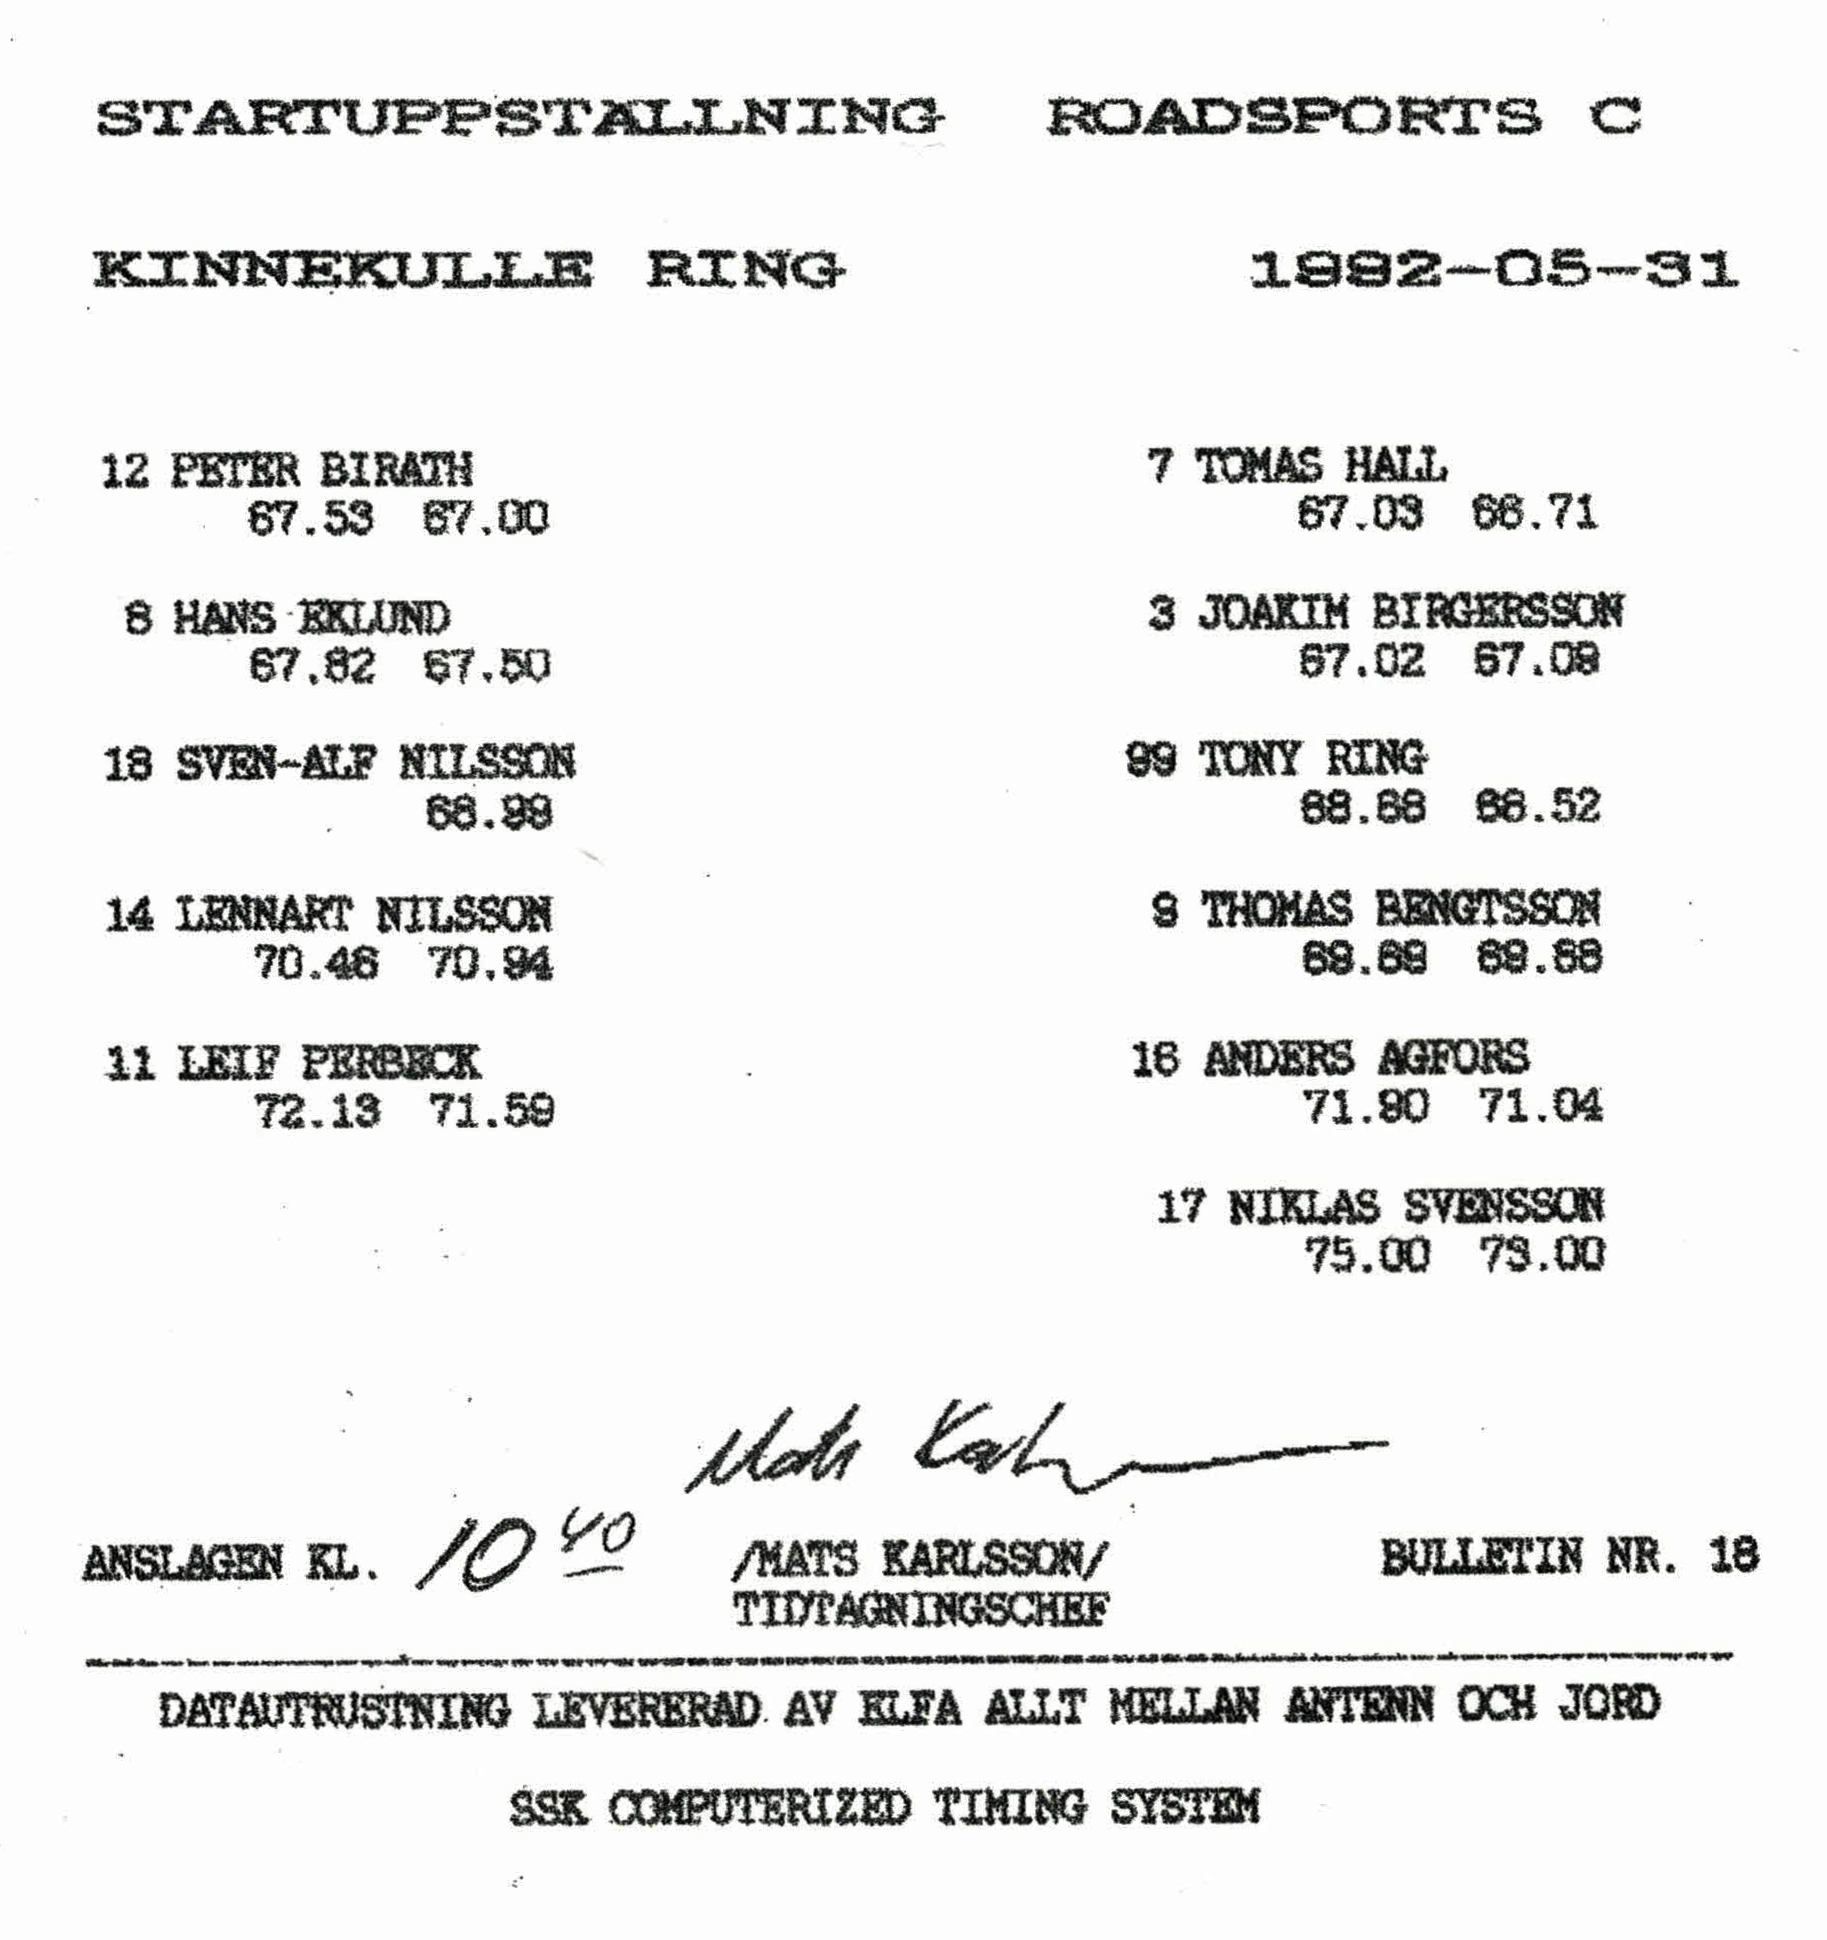 STARTUPPSTALLNING ROADSPORTS C
KINNEKULLE RING 1992-05-31
12 PETER BIRATH 7 TOMAS HALL
67.53 67.00 67.03 66.71
8 HANS EKLUND 3 JOAKIM BIRGERSSON
67.82 67.50 67.02 67.09
18 SVEN-ALF NILSSON 99 TONY RING
68.99 68.68 68.52
14 LENNART NILSSON 9 THOMAS BENGTSSON
70.46 70.94 69.69 69.68
11 LEIF PERBECK 16 ANDERS AGFORS
72.13 71.59 71.90 71.04
17 NIKLAS SVENSSON
75.00 73.00
Mats Karlsson
ANSLAGEN KL. 10 40 /MATS KARLSSON/ BULLETIN NR. 18
TIDTAGNINGSCHEF
DATAUTRUSTNING LEVERERAD AV ELFA ALLT MELLAN ANTENN OCH JORD
SSK COMPUTERIZED TIMING SYSTEM